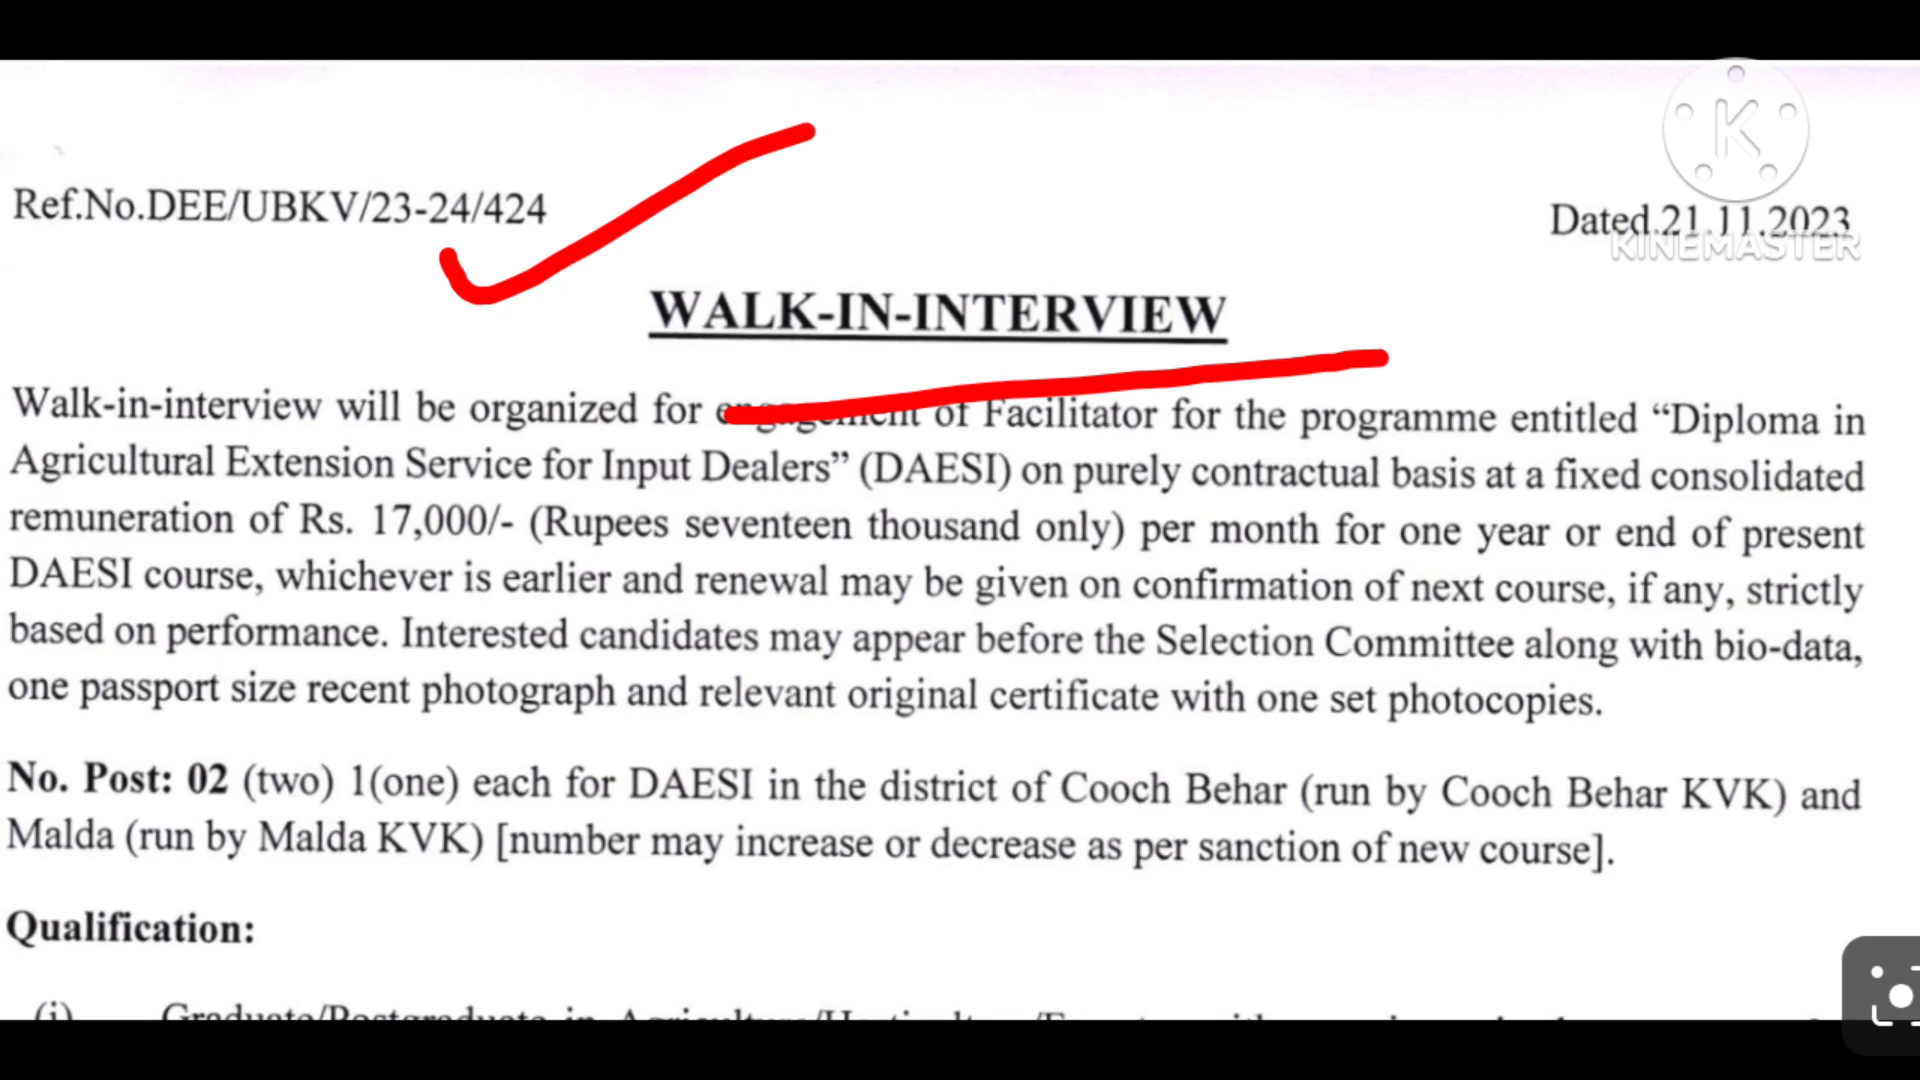 Ref.No.DEE/UBKV/23-24/424
Dated.21.11.2023
KINEMASTER
WALK-IN-INTERVIEW
Walk-in-interview will be organized for engagement of Facilitator for the programme entitled “Diploma in
Agricultural Extension Service for Input Dealers” (DAESI) on purely contractual basis at a fixed consolidated
remuneration of Rs. 17,000/- (Rupees seventeen thousand only) per month for one year or end of present
DAESI course, whichever is earlier and renewal may be given on confirmation of next course, if any, strictly
based on performance. Interested candidates may appear before the Selection Committee along with bio-data,
one passport size recent photograph and relevant original certificate with one set photocopies.
No. Post: 02 (two) 1(one) each for DAESI in the district of Cooch Behar (run by Cooch Behar KVK) and
Malda (run by Malda KVK) [number may increase or decrease as per sanction of new course].
Qualification:
(i) Graduate/Postgraduate in Agriculture/Horticulture